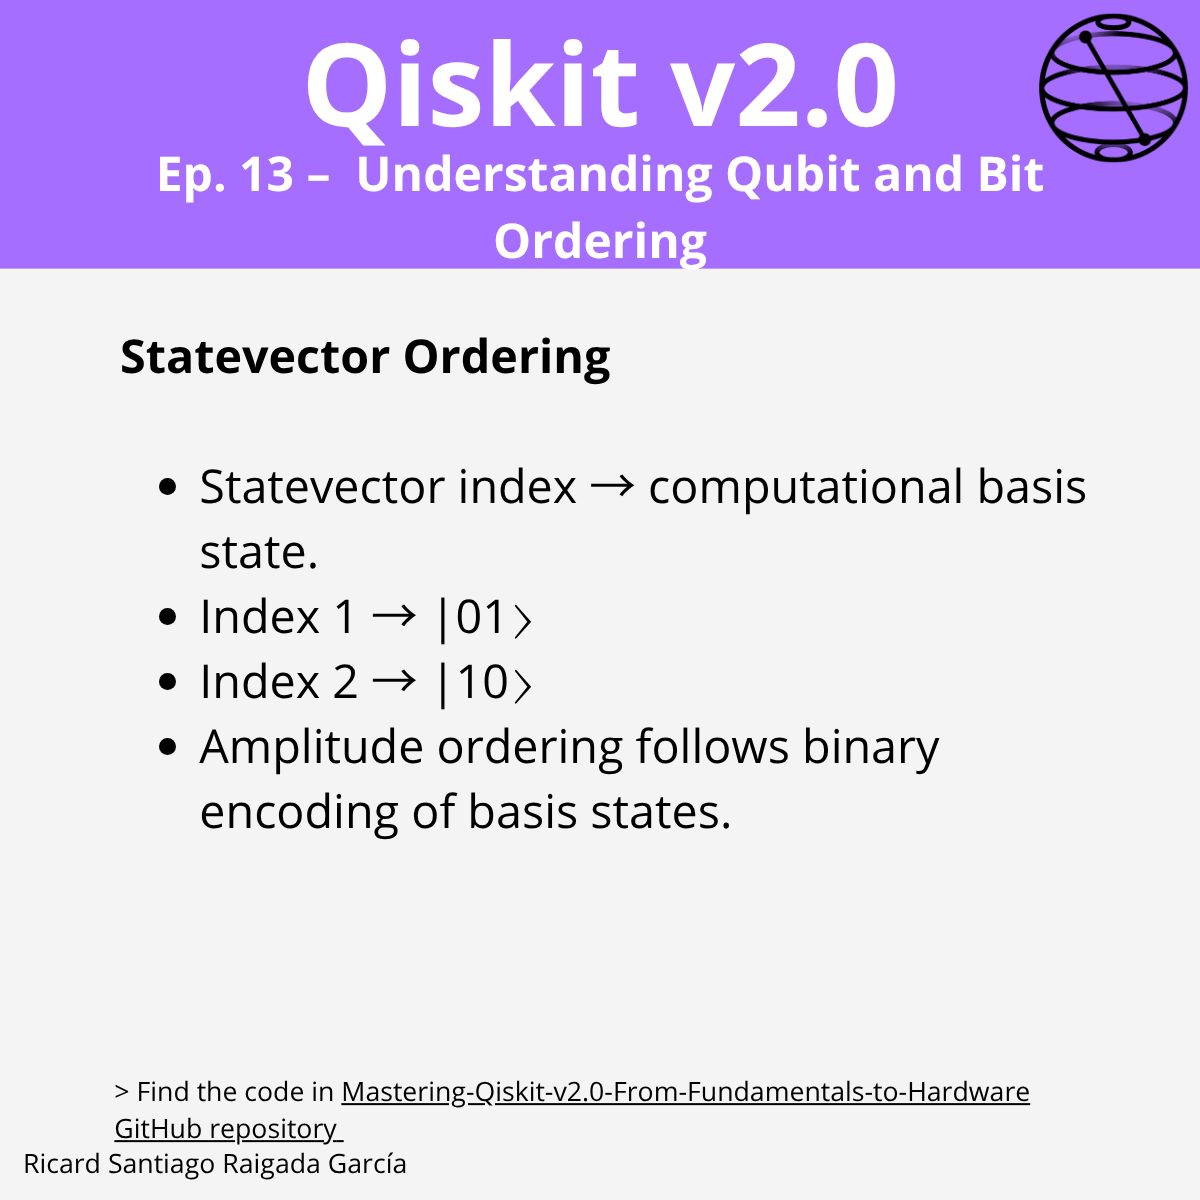 Qiskit v2.0
Ep. 13 – Understanding Qubit and Bit
Ordering
Statevector Ordering
• Statevector index → computational basis
state.
• Index 1 → |01〉
• Index 2 → |10〉
• Amplitude ordering follows binary
encoding of basis states.
> Find the code in Mastering-Qiskit-v2.0-From-Fundamentals-to-Hardware
GitHub repository
Ricard Santiago Raigada García